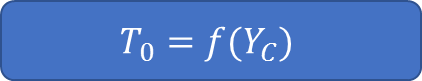 T₀ = f(Y_C)